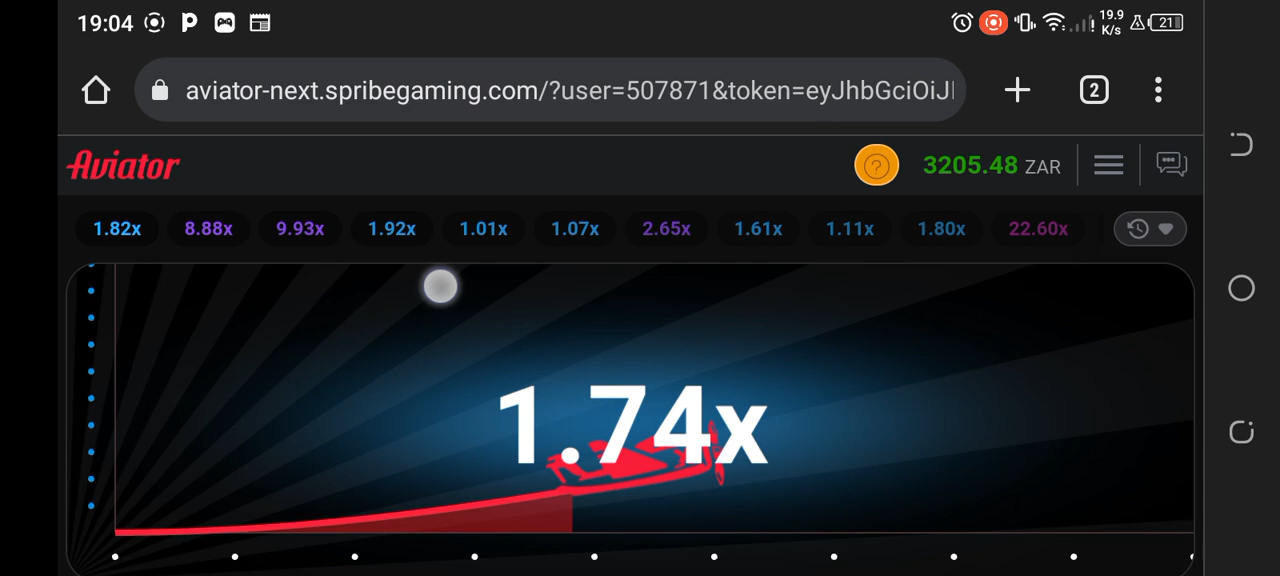 19:04 19.9 K/s 21
aviator-next.spribegaming.com/?user=507871&token=eyJhbGciOiJI 2
Aviator ? 3205.48 ZAR
1.82x 8.88x 9.93x 1.92x 1.01x 1.07x 2.65x 1.61x 1.11x 1.80x 22.60x
1.74x